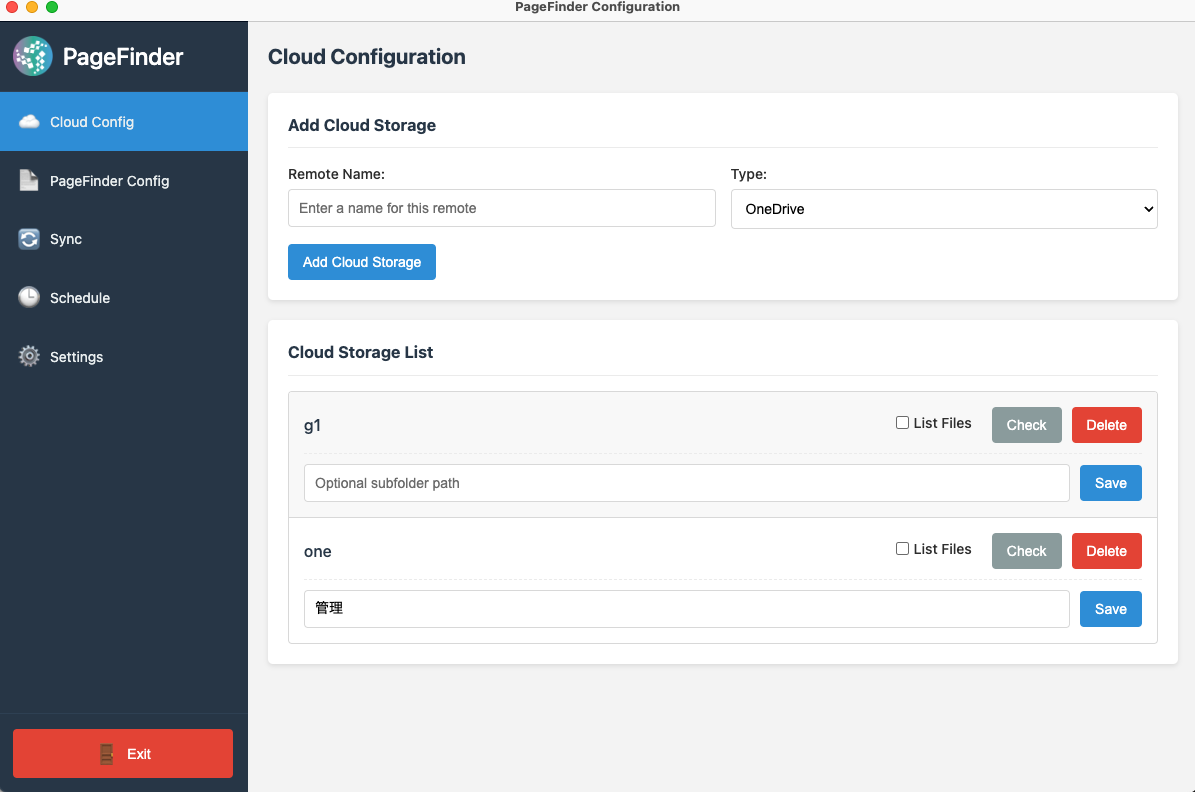 PageFinder Configuration
PageFinder
Cloud Config
PageFinder Config
Sync
Schedule
Settings
Exit
Cloud Configuration
Add Cloud Storage
Remote Name: Type:
Enter a name for this remote OneDrive
Add Cloud Storage
Cloud Storage List
g1 List Files Check Delete
Optional subfolder path Save
one List Files Check Delete
管理 Save